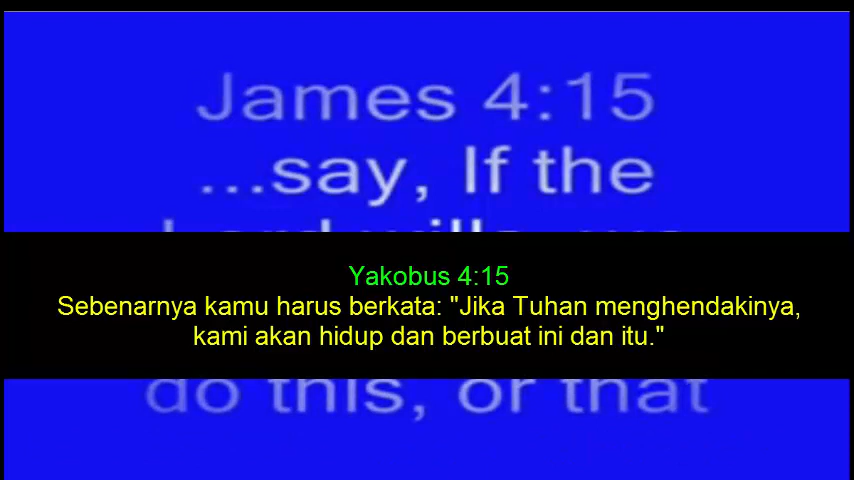 James 4:15
...say, If the
Yakobus 4:15
Sebenarnya kamu harus berkata: "Jika Tuhan menghendakinya,
kami akan hidup dan berbuat ini dan itu."
do this, or that